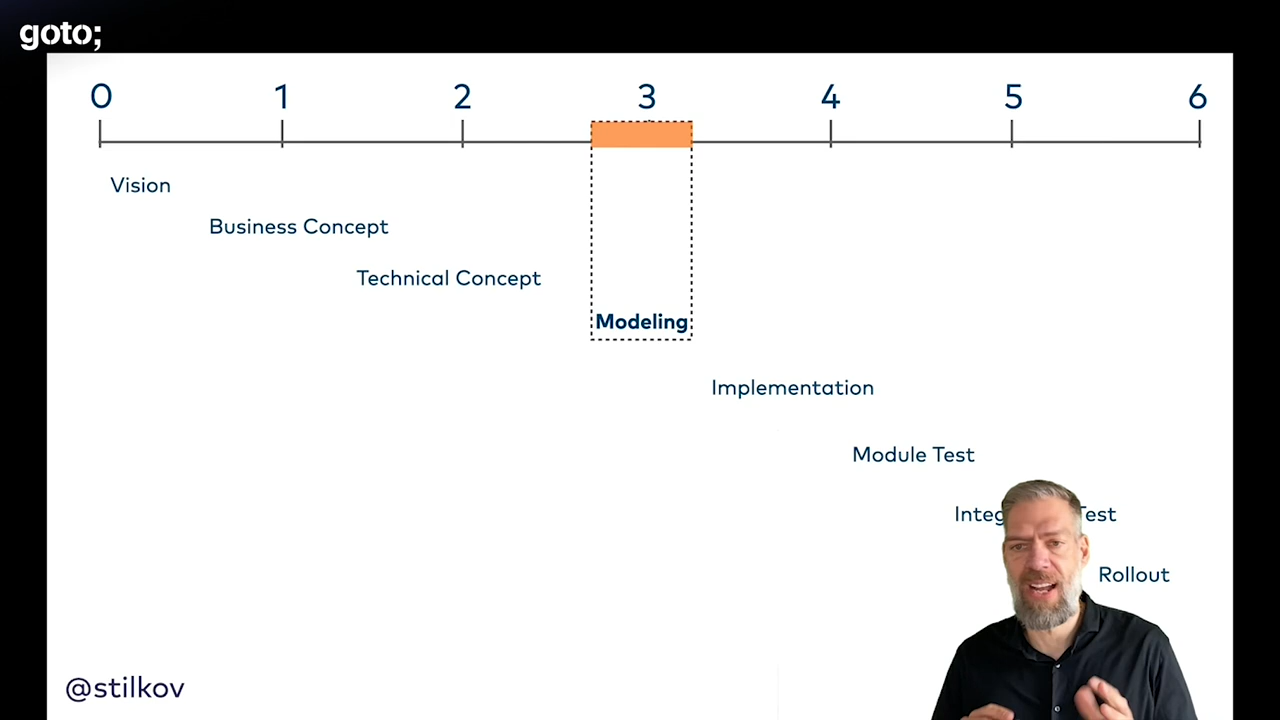 goto;
0 1 2 3 4 5 6
Vision
Business Concept
Technical Concept
Modeling
Implementation
Module Test
Test
Rollout
@stilkov